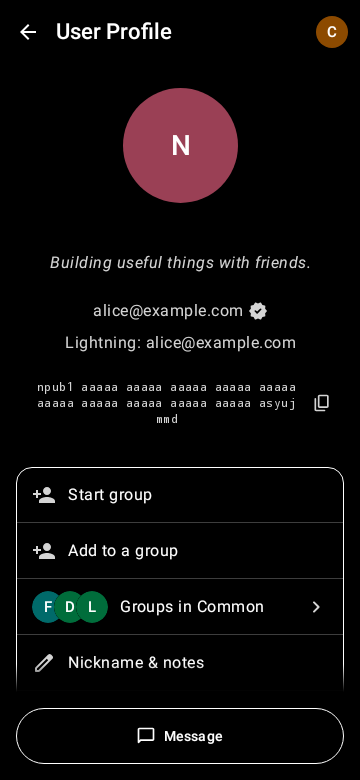 User Profile
C
N
Building useful things with friends.
alice@example.com
Lightning: alice@example.com
npub1 aaaaa aaaaa aaaaa aaaaa aaaaa
aaaaa aaaaa aaaaa aaaaa aaaaa asyuj
mmd
Start group
Add to a group
F D L Groups in Common
Nickname & notes
Message